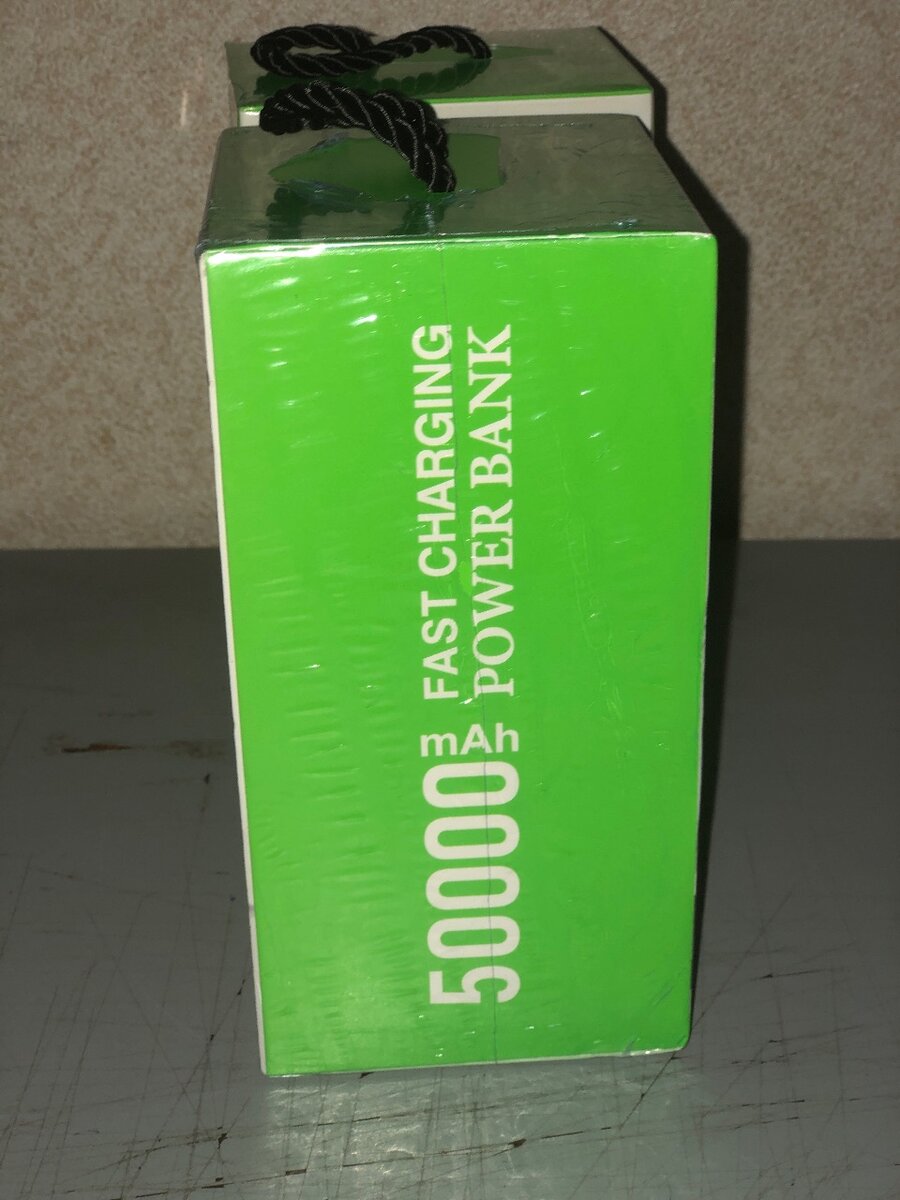 50000mAh
FAST CHARGING
POWER BANK